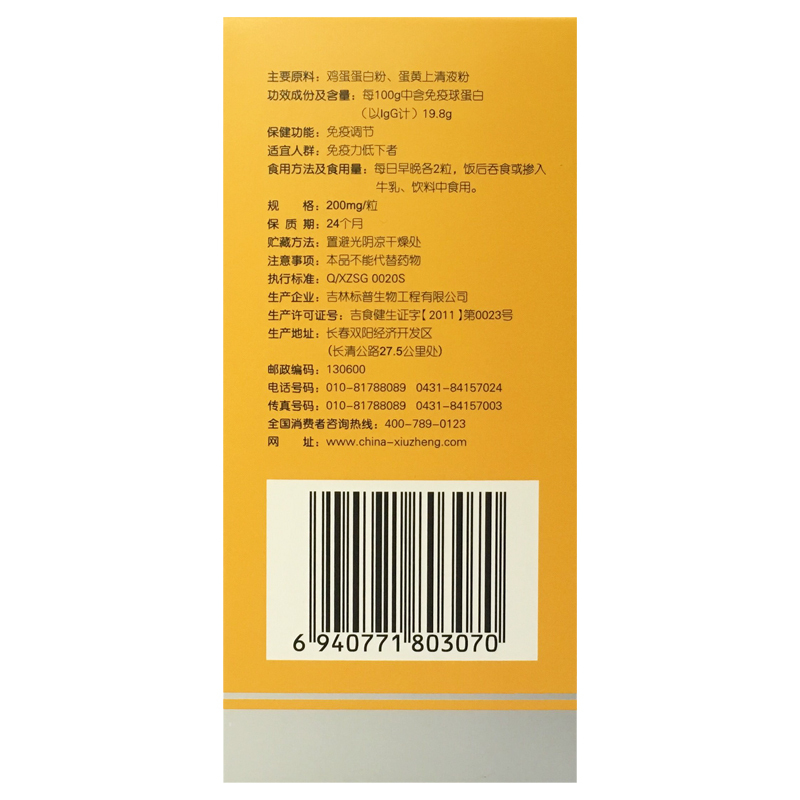 主要原料：鸡蛋蛋白粉、蛋黄上清液粉
功效成份及含量：每100g中含免疫球蛋白
（以IgG计）19.8g
保健功能：免疫调节
适宜人群：免疫力低下者
食用方法及食用量：每日早晚各2粒，饭后吞食或掺入
牛乳、饮料中食用。
规 格：200mg/粒
保 质 期：24个月
贮藏方法：置避光阴凉干燥处
注意事项：本品不能代替药物
执行标准：Q/XZSG 0020S
生产企业：吉林标普生物工程有限公司
生产许可证号：吉食健生证字【2011】第0023号
生产地址：长春双阳经济开发区
（长清公路27.5公里处）
邮政编码：130600
电话号码：010-81788089 0431-84157024
传真号码：010-81788089 0431-84157003
全国消费者咨询热线：400-789-0123
网 址：www.china-xiuzheng.com
6 940771 803070